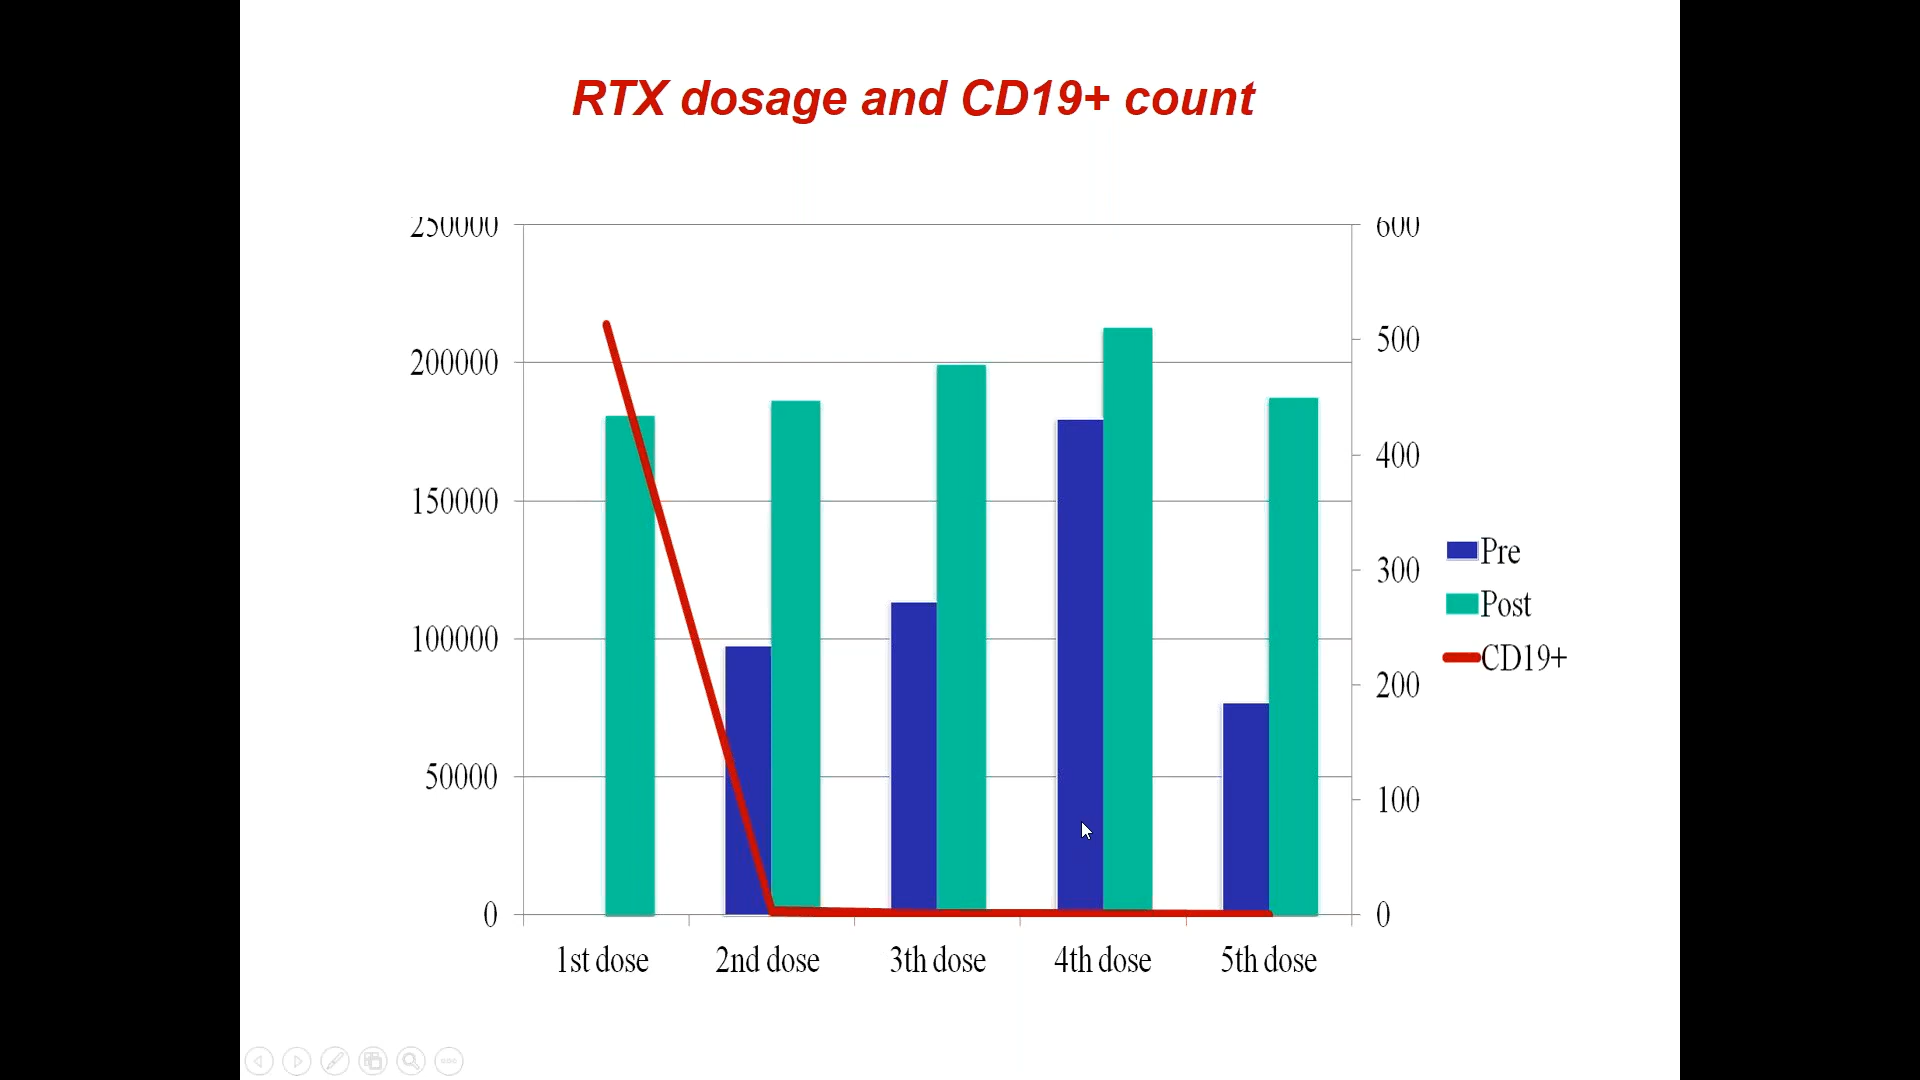 RTX dosage and CD19+ count
250000
200000
150000
100000
50000
0
600
500
400
300
200
100
0
Pre
Post
CD19+
1st dose
2nd dose
3th dose
4th dose
5th dose